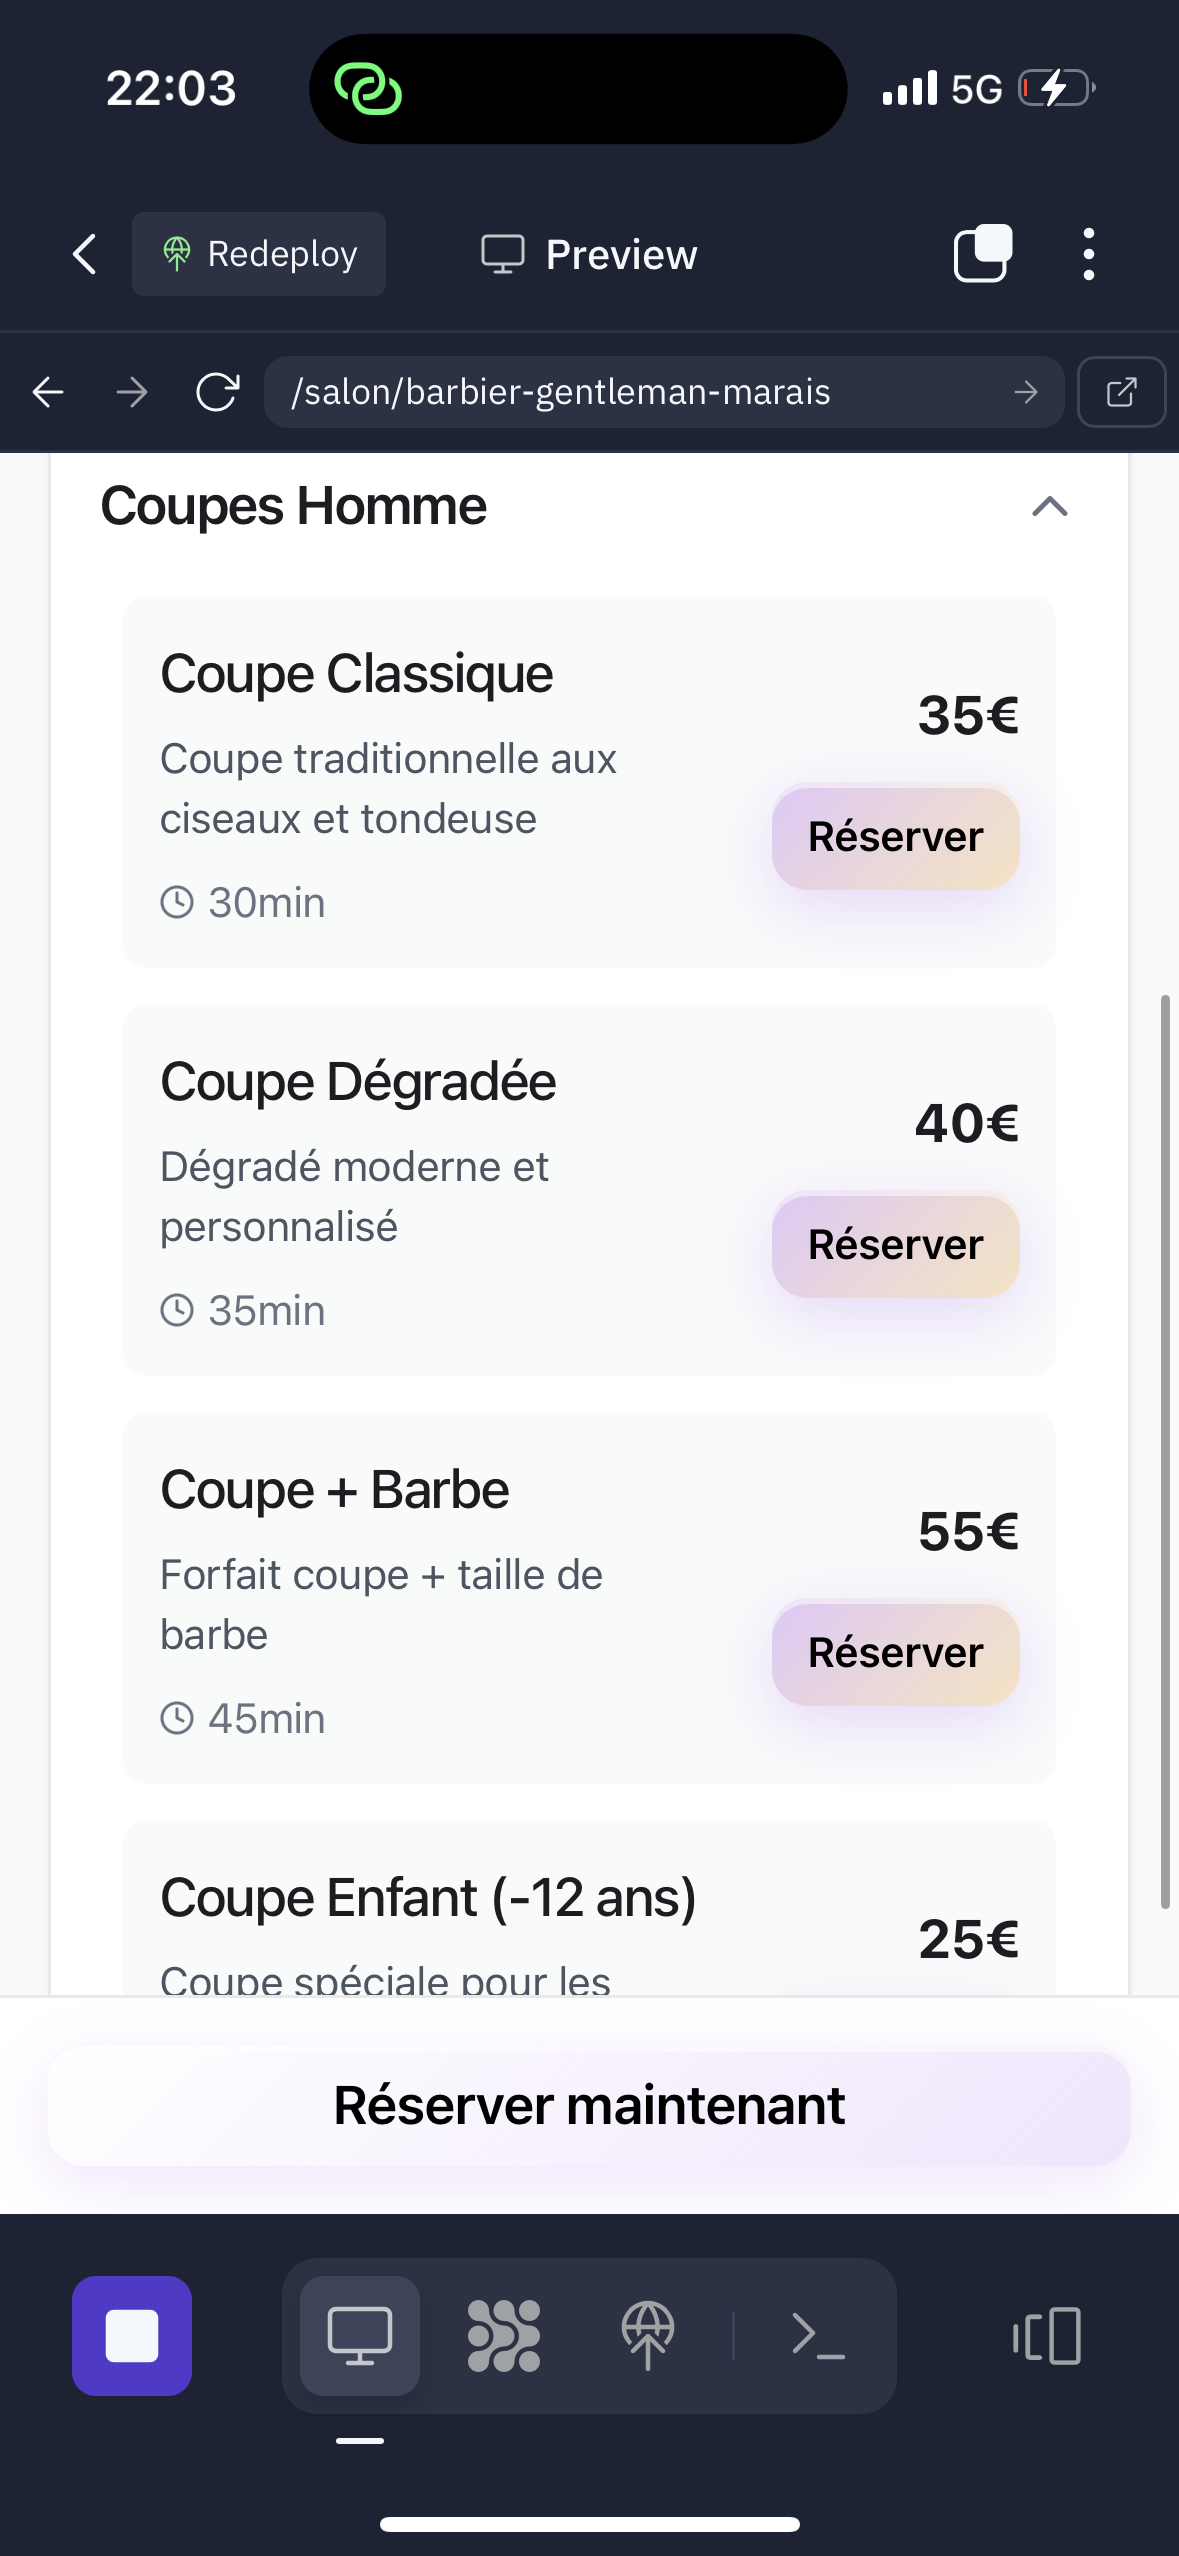 22:03
5G
Redeploy
Preview
/salon/barbier-gentleman-marais
Coupes Homme
Coupe Classique
35€
Coupe traditionnelle aux
ciseaux et tondeuse
Réserver
30min
Coupe Dégradée
40€
Dégradé moderne et
personnalisé
Réserver
35min
Coupe + Barbe
55€
Forfait coupe + taille de
barbe
Réserver
45min
Coupe Enfant (-12 ans)
25€
Coupe spéciale pour les
Réserver maintenant